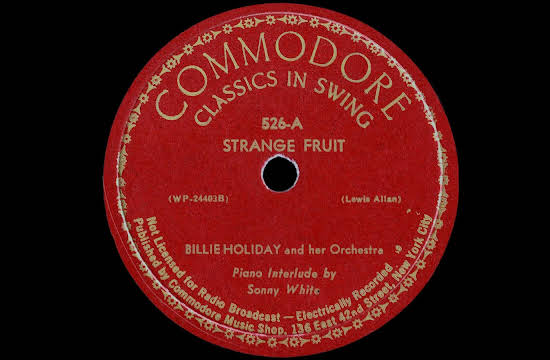 COMMODORE
CLASSICS IN SWING
526-A
STRANGE FRUIT
(WP-24403B)
(Lewis Allan)
BILLIE HOLIDAY and her Orchestra
Piano Interlude by
Sonny White
Not Licensed for Radio Broadcast — Electrically Recorded
Published by Commodore Music Shop, 136 East 42nd Street, New York City